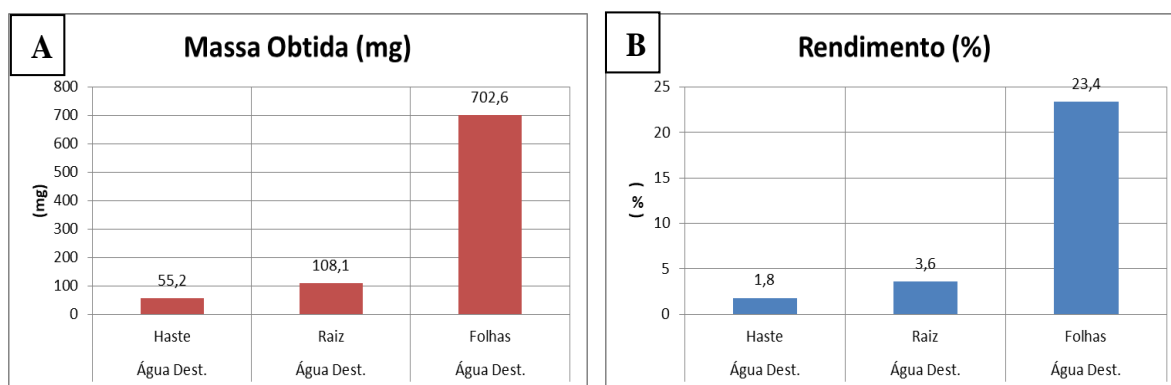 A
Massa Obtida (mg)
(mg)
800
700
600
500
400
300
200
100
0
55,2
108,1
702,6
Haste Raiz Folhas
Água Dest. Água Dest. Água Dest.
B
Rendimento (%)
( % )
25
20
15
10
5
0
1,8
3,6
23,4
Haste Raiz Folhas
Água Dest. Água Dest. Água Dest.